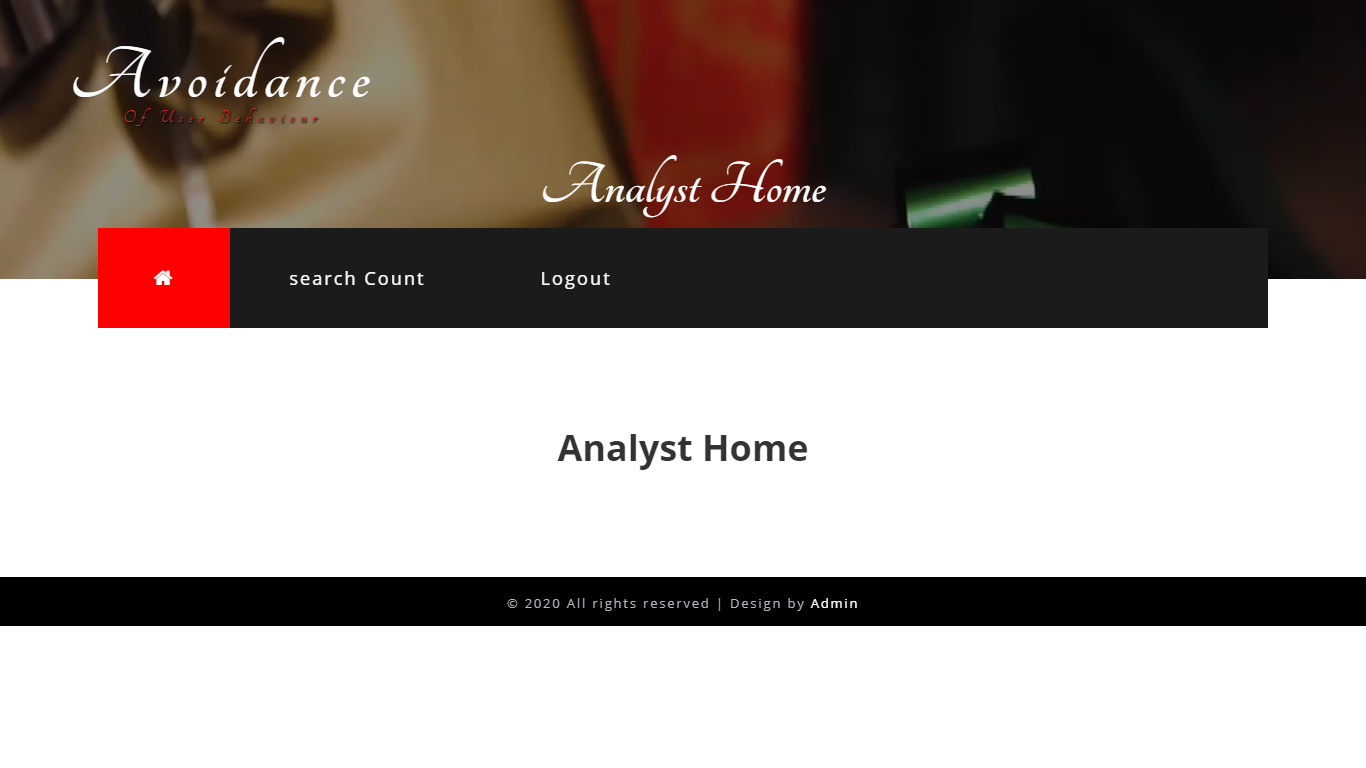 Avoidance
Of User Behaviour
Analyst Home
search Count
Logout
Analyst Home
© 2020 All rights reserved | Design by Admin